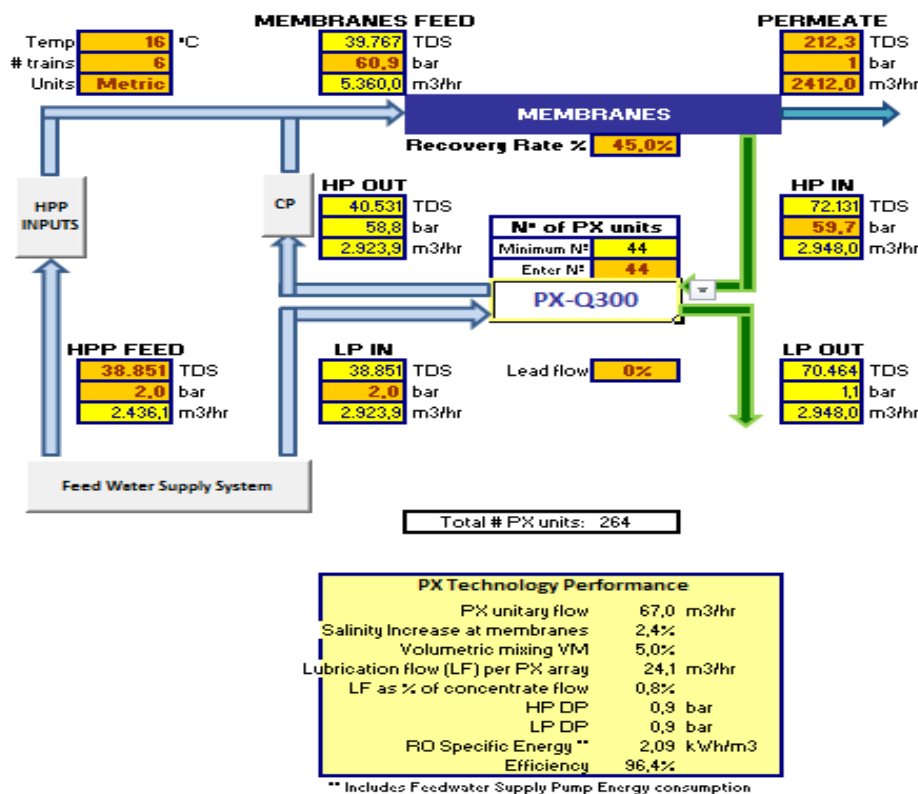 MEMBRANES FEED
PERMEATE
Temp 16 °C
39.767 TDS
212,3 TDS
# trains 6
60,9 bar
1 bar
Units Metric
5.360,0 m3/hr
2412,0 m3/hr
MEMBRANES
Recovery Rate % 45,0%
HPP INPUTS
CP
HP OUT
40.531 TDS
58,8 bar
2.923,9 m3/hr
Nº of PX units
Minimum Nº 44
Enter Nº 44
PX-Q300
HP IN
72.131 TDS
59,7 bar
2.948,0 m3/hr
HPP FEED
38.851 TDS
2,0 bar
2.436,1 m3/hr
LP IN
38.851 TDS
2,0 bar
2.923,9 m3/hr
Lead flow 0%
LP OUT
70.464 TDS
1,1 bar
2.948,0 m3/hr
Feed Water Supply System
Total # PX units: 264
PX Technology Performance
PX unitary flow 67,0 m3/hr
Salinity Increase at membranes 2,4%
Volumetric mixing VM 5,0%
Lubrication flow (LF) per PX array 24,1 m3/hr
LF as % of concentrate flow 0,8%
HP DP 0,9 bar
LP DP 0,9 bar
RO Specific Energy ** 2,09 kWh/m3
Efficiency 96,4%
** Includes Feedwater Supply Pump Energy consumption